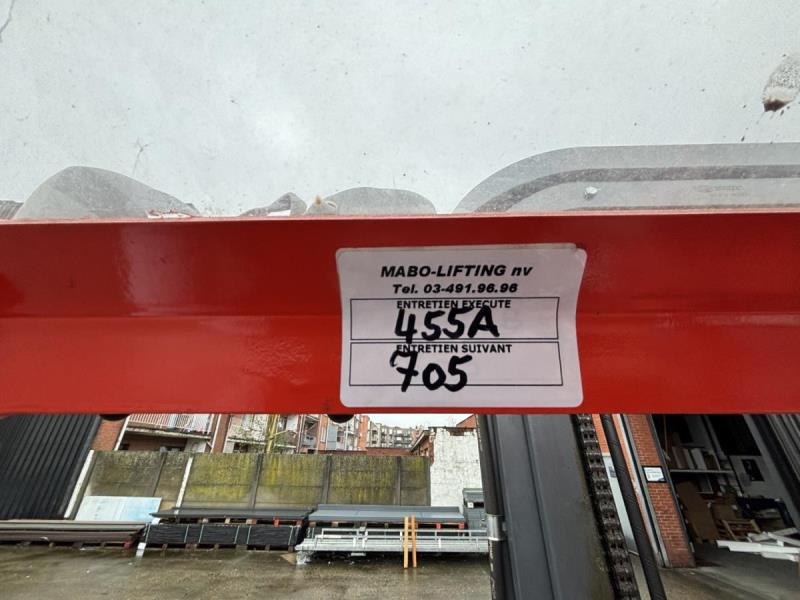 MABO-LIFTING nv
Tel. 03-491.96.96
ENTRETIEN EXECUTE
455A
ENTRETIEN SUIVANT
705